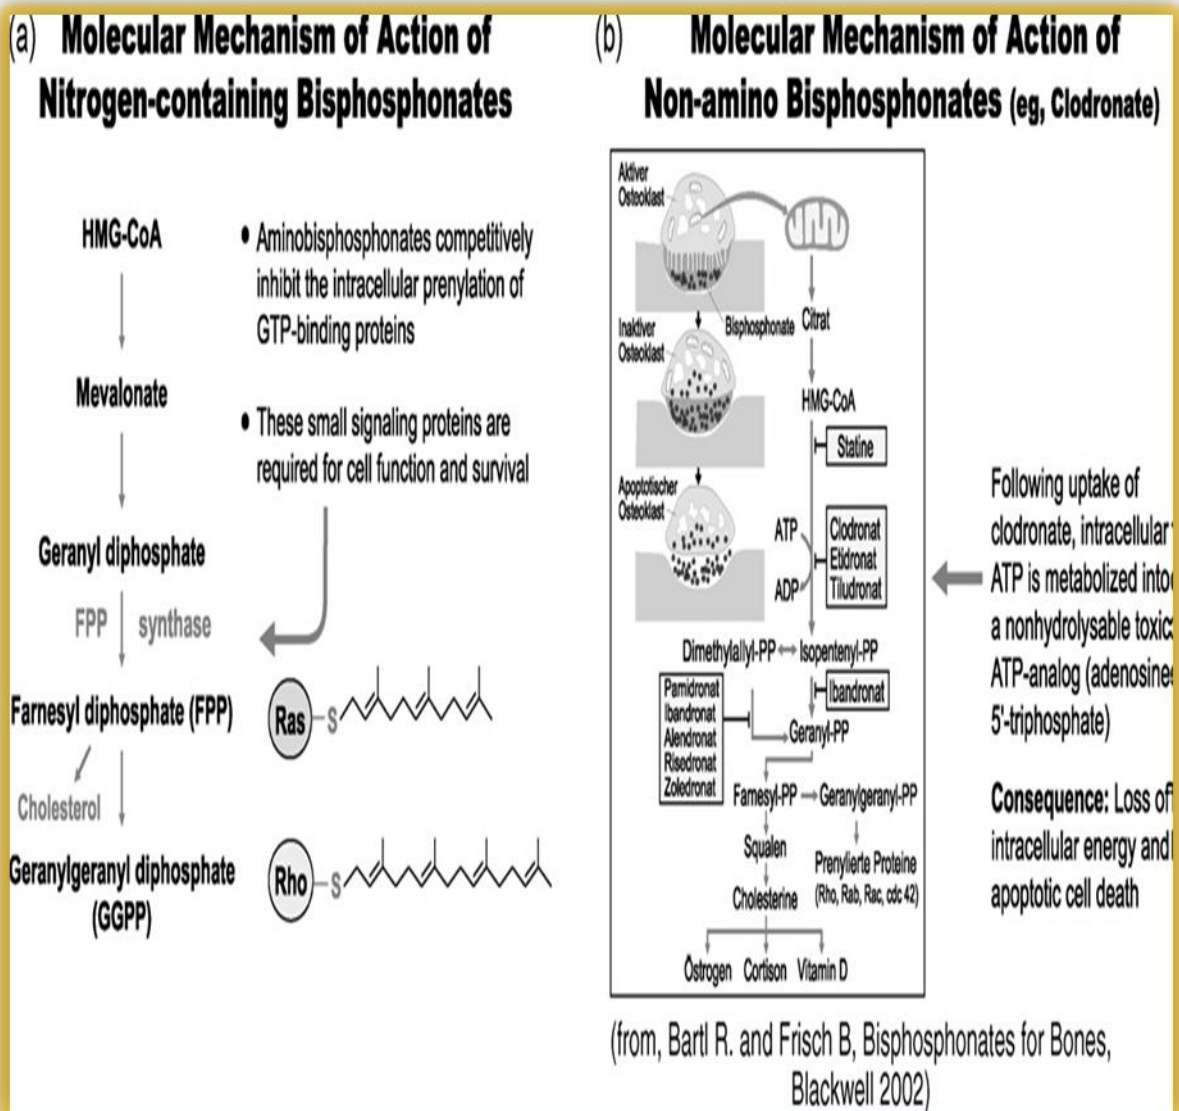 (a) Molecular Mechanism of Action of
Nitrogen-containing Bisphosphonates
HMG-CoA
Mevalonate
Geranyl diphosphate
FPP synthase
Farnesyl diphosphate (FPP)
Cholesterol
Geranylgeranyl diphosphate
(GGPP)
• Aminobisphosphonates competitively
inhibit the intracellular prenylation of
GTP-binding proteins
• These small signaling proteins are
required for cell function and survival
Ras S
Rho S
(b) Molecular Mechanism of Action of
Non-amino Bisphosphonates (eg, Clodronate)
Aktiver
Osteoklast
Bisphosphonate
Inaktiver
Osteoklast
Apoptotischer
Osteoklast
Citrat
HMG-CoA
Statine
ATP
ADP
Clodronat
Etidronat
Tiludronat
Dimethylallyl-PP
Isopentenyl-PP
Ibandronat
Pamidronat
Ibandronat
Alendronat
Risedronat
Zoledronat
Geranyl-PP
Farnesyl-PP
Geranylgeranyl-PP
Squalen
Prenylierte Proteine
(Rho, Rab, Rac, cdc 42)
Cholesterine
Östrogen Cortison Vitamin D
Following uptake of
clodronate, intracellular
ATP is metabolized into
a nonhydrolysable toxic
ATP-analog (adenosine
5'-triphosphate)
Consequence: Loss of
intracellular energy and
apoptotic cell death
(from, Bartl R. and Frisch B, Bisphosphonates for Bones,
Blackwell 2002)